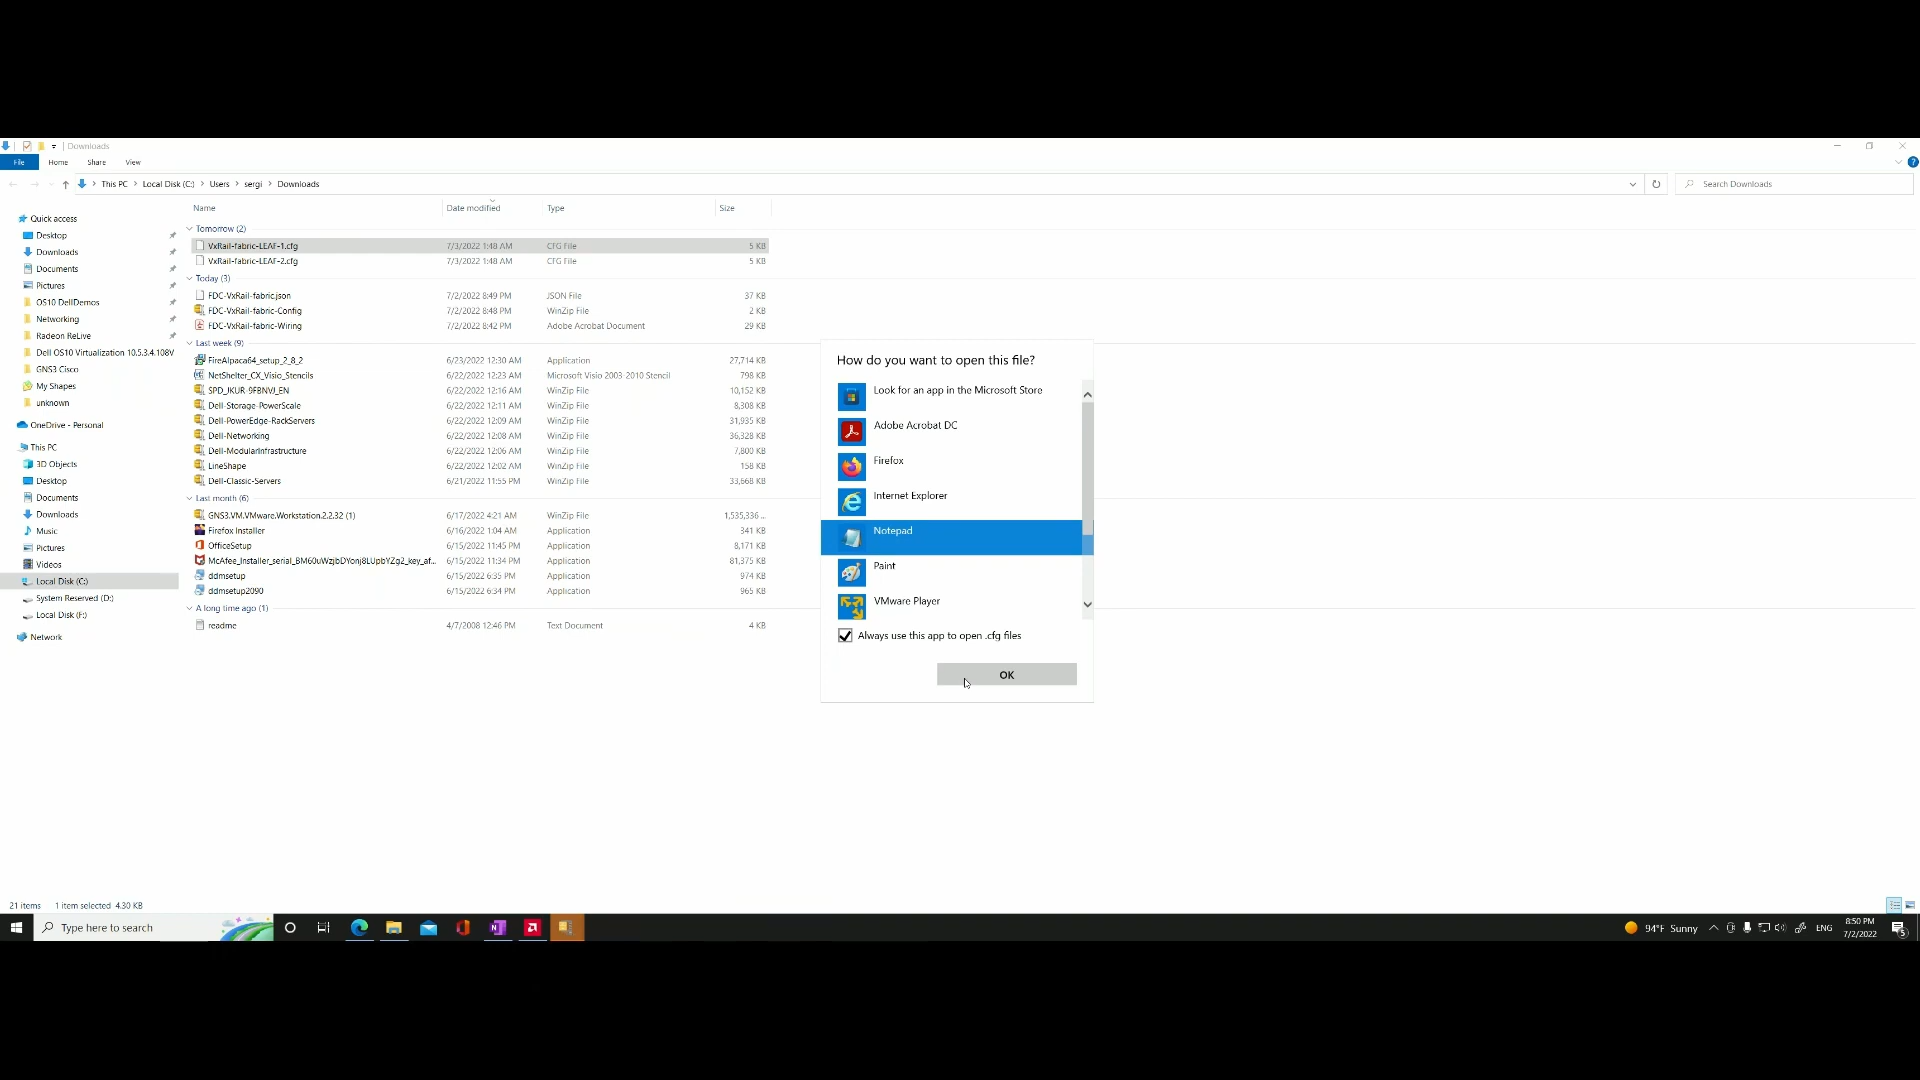 Downloads
File Home Share View
This PC Local Disk (C:) Users sergi Downloads
Search Downloads
Name Date modified Type Size
Quick access
Desktop
Downloads
Documents
Pictures
OS10 DellDemos
Networking
Radeon ReLive
Dell OS10 Virtualization 10.5.3.4.108V
GNS3 Cisco
My Shapes
unknown
OneDrive - Personal
This PC
3D Objects
Desktop
Documents
Downloads
Music
Pictures
Videos
Local Disk (C:)
System Reserved (D:)
Local Disk (F:)
Network
Tomorrow (2)
VxRail-fabric-LEAF-1.cfg 7/3/2022 1:48 AM CFG File 5 KB
VxRail-fabric-LEAF-2.cfg 7/3/2022 1:48 AM CFG File 5 KB
Today (3)
FDC-VxRail-fabric.json 7/2/2022 8:49 PM JSON File 37 KB
FDC-VxRail-fabric-Config 7/2/2022 8:48 PM WinZip File 2 KB
FDC-VxRail-fabric-Wiring 7/2/2022 8:42 PM Adobe Acrobat Document 29 KB
Last week (9)
FireAlpaca64_setup_2_8_2 6/23/2022 12:30 AM Application 27,714 KB
NetShelter_CX_Visio_Stencils 6/22/2022 12:23 AM Microsoft Visio 2003-2010 Stencil 798 KB
SPD_JKUR-9FBNVJ_EN 6/22/2022 12:16 AM WinZip File 10,152 KB
Dell-Storage-PowerScale 6/22/2022 12:11 AM WinZip File 8,308 KB
Dell-PowerEdge-RackServers 6/22/2022 12:09 AM WinZip File 31,935 KB
Dell-Networking 6/22/2022 12:08 AM WinZip File 36,328 KB
Dell-ModularInfrastructure 6/22/2022 12:06 AM WinZip File 7,800 KB
LineShape 6/22/2022 12:02 AM WinZip File 158 KB
Dell-Classic-Servers 6/21/2022 11:55 PM WinZip File 33,668 KB
Last month (6)
GNS3.VM.VMware.Workstation.2.2.32 (1) 6/17/2022 4:21 AM WinZip File 1,535,336 ...
Firefox Installer 6/16/2022 1:04 AM Application 341 KB
OfficeSetup 6/15/2022 11:45 PM Application 8,171 KB
McAfee_Installer_serial_BM60uWzjbDYonj8LUpbYZg2_key_af... 6/15/2022 11:34 PM Application 81,375 KB
ddmsetup 6/15/2022 6:35 PM Application 974 KB
ddmsetup2090 6/15/2022 6:34 PM Application 965 KB
A long time ago (1)
readme 4/7/2008 12:46 PM Text Document 4 KB
How do you want to open this file?
Look for an app in the Microsoft Store
Adobe Acrobat DC
Firefox
Internet Explorer
Notepad
Paint
VMware Player
Always use this app to open .cfg files
OK
21 items 1 item selected 4.30 KB
Type here to search
94°F Sunny
ENG
8:50 PM
7/2/2022
5